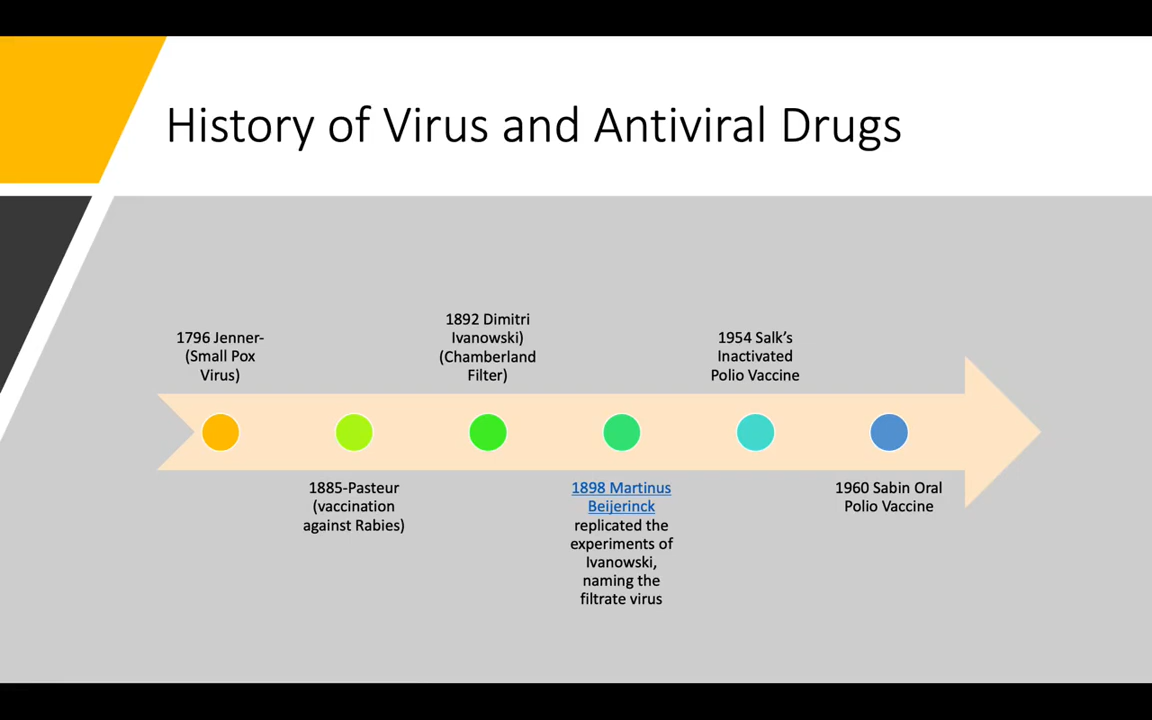 History of Virus and Antiviral Drugs
1796 Jenner-
(Small Pox
Virus)
1885-Pasteur
(vaccination
against Rabies)
1892 Dimitri
Ivanowski)
(Chamberland
Filter)
1898 Martinus
Beijerinck
replicated the
experiments of
Ivanowski,
naming the
filtrate virus
1954 Salk’s
Inactivated
Polio Vaccine
1960 Sabin Oral
Polio Vaccine